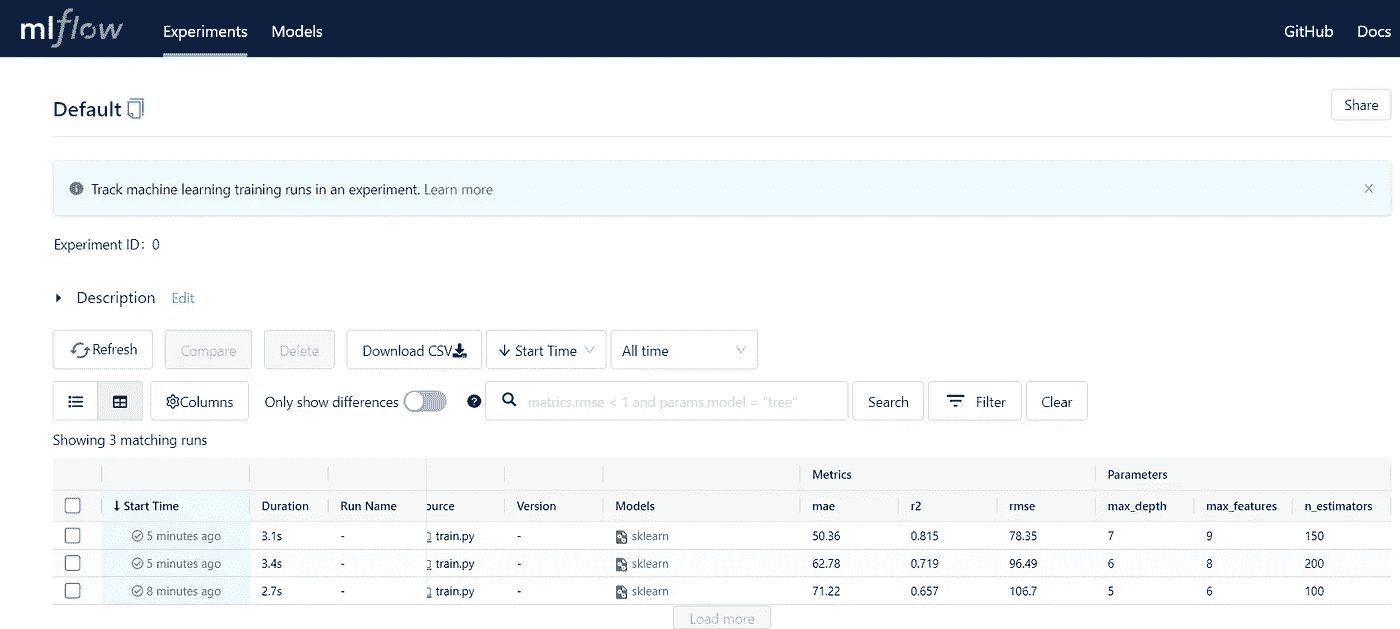 mlflow Experiments Models GitHub Docs
Default Share
Track machine learning training runs in an experiment. Learn more
Experiment ID: 0
Description Edit
Refresh Compare Delete Download CSV Start Time All time
Columns Only show differences metrics.rmse < 1 and params.model = "tree" Search Filter Clear
Showing 3 matching runs
Metrics Parameters
↓ Start Time Duration Run Name ource Version Models mae r2 rmse max_depth max_features n_estimators
5 minutes ago 3.1s - train.py - sklearn 50.36 0.815 78.35 7 9 150
5 minutes ago 3.4s - train.py - sklearn 62.78 0.719 96.49 6 8 200
8 minutes ago 2.7s - train.py - sklearn 71.22 0.657 106.7 5 6 100
Load more